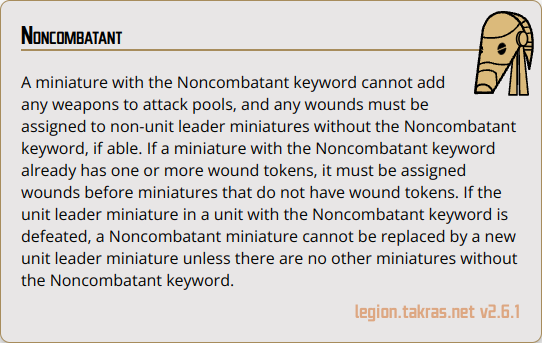 Noncombatant
A miniature with the Noncombatant keyword cannot add
any weapons to attack pools, and any wounds must be
assigned to non-unit leader miniatures without the Noncombatant
keyword, if able. If a miniature with the Noncombatant keyword
already has one or more wound tokens, it must be assigned
wounds before miniatures that do not have wound tokens. If the
unit leader miniature in a unit with the Noncombatant keyword is
defeated, a Noncombatant miniature cannot be replaced by a new
unit leader miniature unless there are no other miniatures without
the Noncombatant keyword.
legion.takras.net v2.6.1